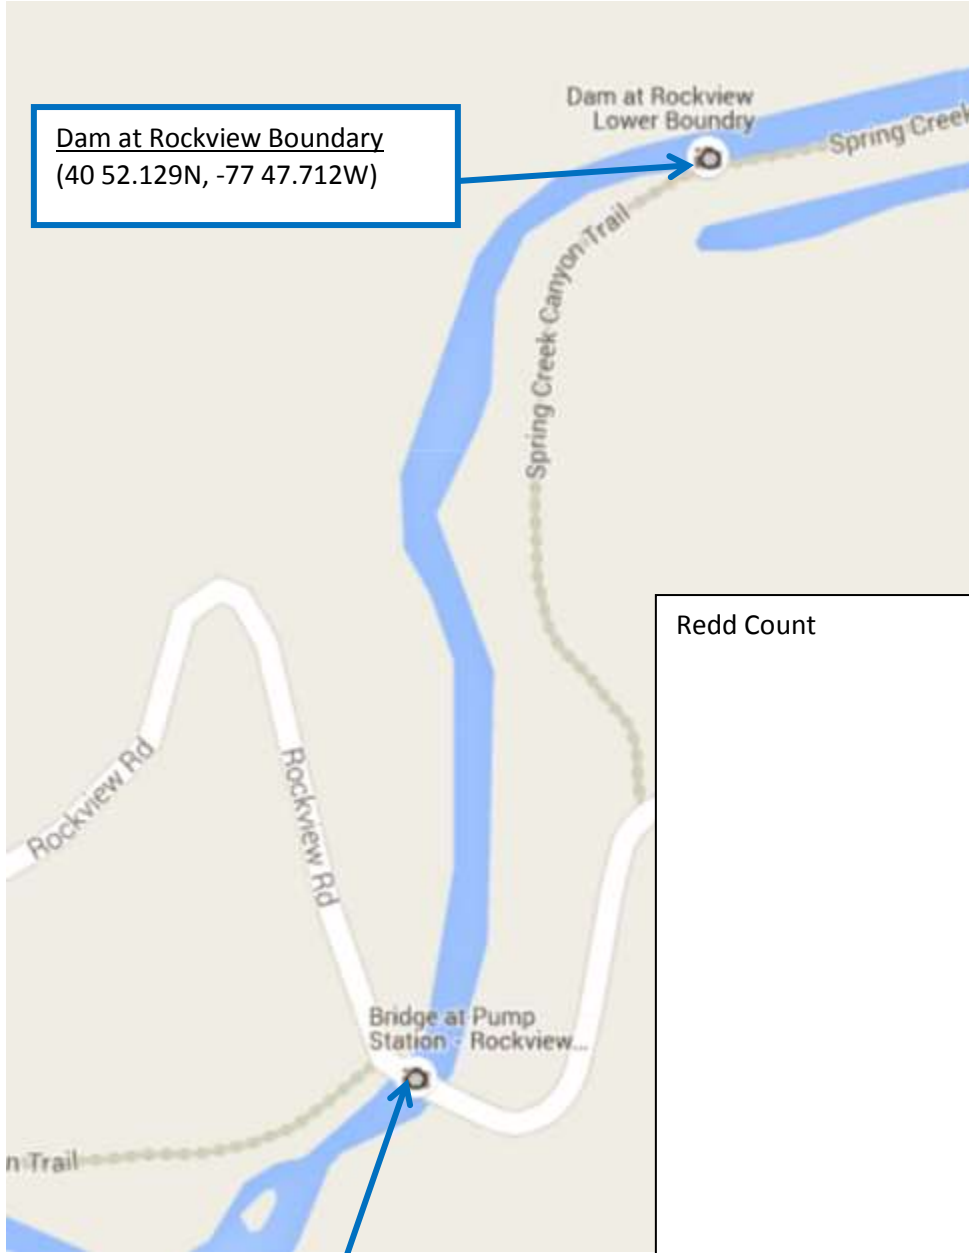 Dam at Rockview Boundary
(40 52.129N, -77 47.712W)
Dam at Rockview
Lower Boundry
Spring Creek
Spring Creek Canyon Trail
Redd Count
Rockview Rd
Rockview Rd
Bridge at Pump
Station - Rockview...
n Trail